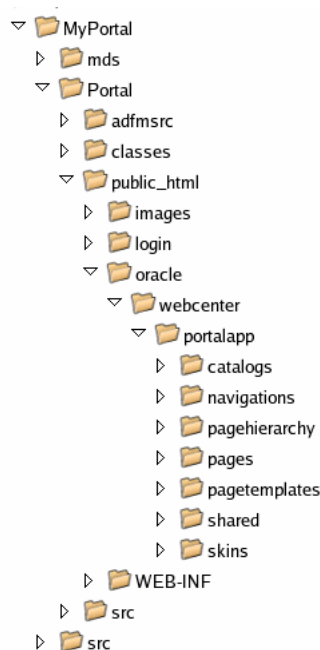 MyPortal
mds
Portal
adfmsrc
classes
public_html
images
login
oracle
webcenter
portalapp
catalogs
navigations
pagehierarchy
pages
pagetemplates
shared
skins
WEB-INF
src
src